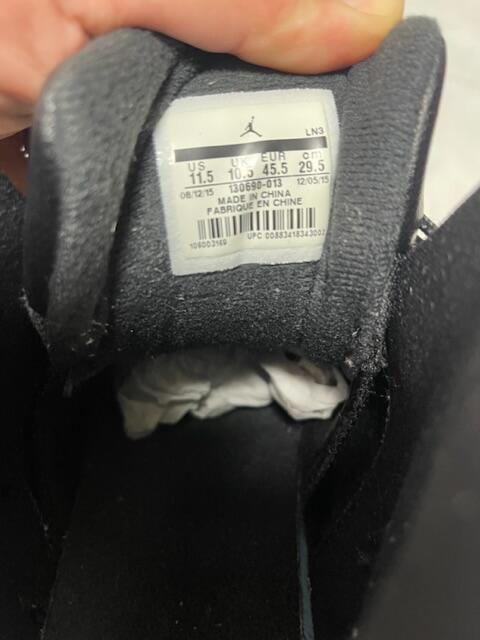 LN3
US UK EUR cm
11.5 10.5 45.5 29.5
08/12/15 130690-013 12/05/15
MADE IN CHINA
FABRIQUE EN CHINE
106003169 UPC 00883418343002